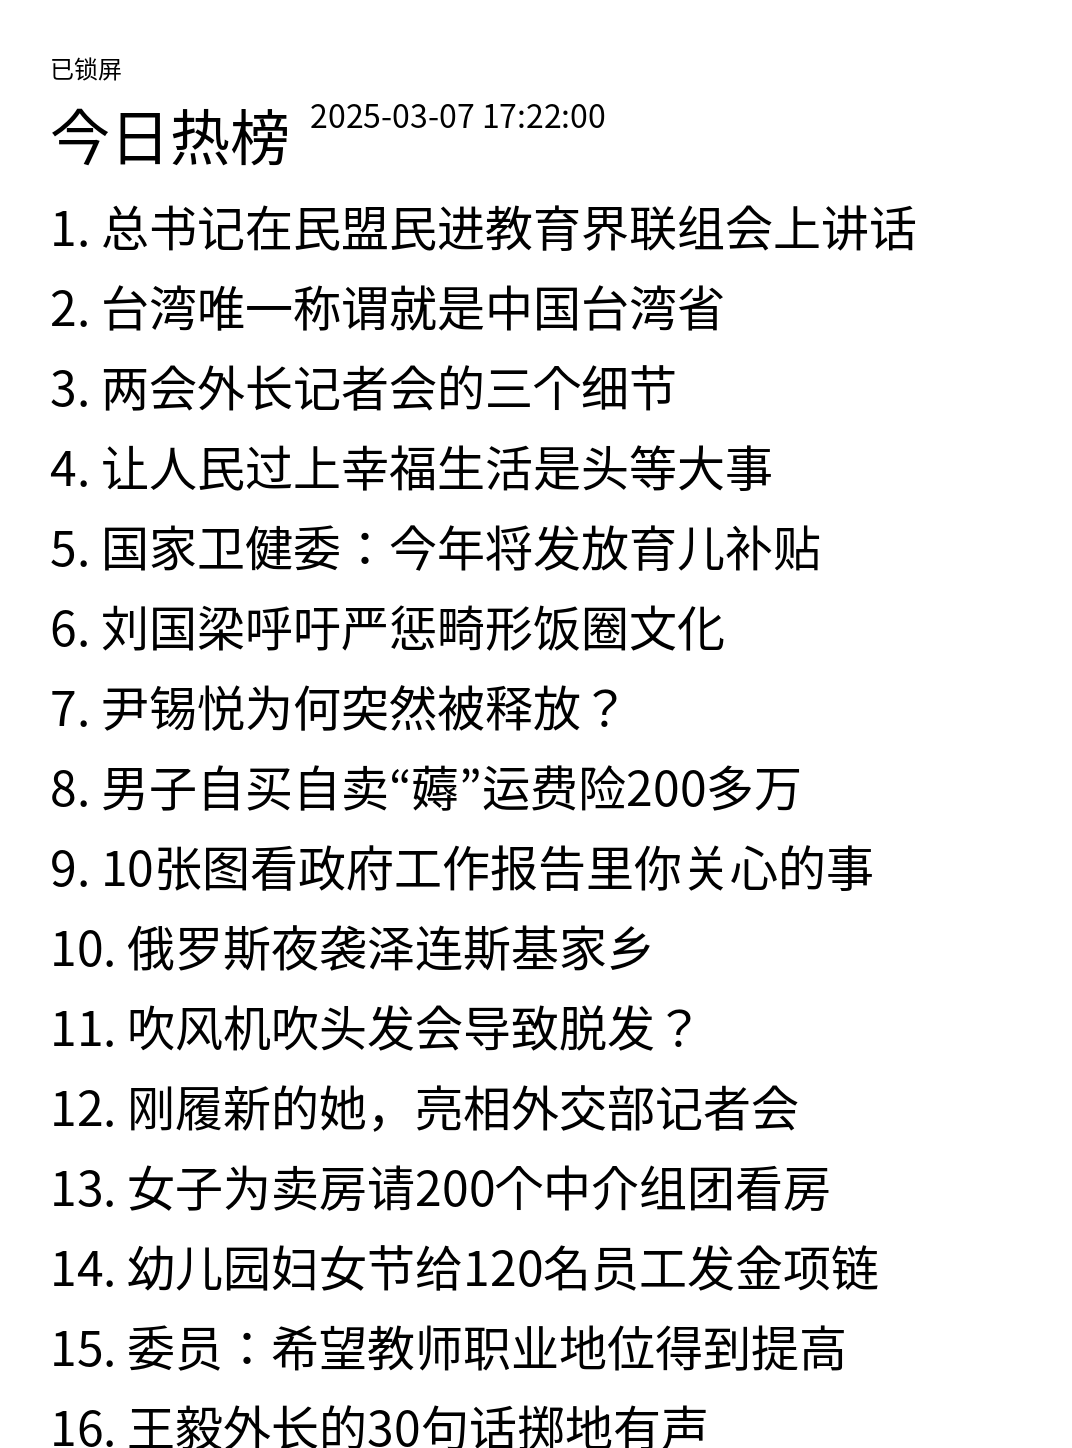 已锁屏
今日热榜 2025-03-07 17:22:00
1. 总书记在民盟民进教育界联组会上讲话
2. 台湾唯一称谓就是中国台湾省
3. 两会外长记者会的三个细节
4. 让人民过上幸福生活是头等大事
5. 国家卫健委：今年将发放育儿补贴
6. 刘国梁呼吁严惩畸形饭圈文化
7. 尹锡悦为何突然被释放？
8. 男子自买自卖“薅”运费险200多万
9. 10张图看政府工作报告里你关心的事
10. 俄罗斯夜袭泽连斯基家乡
11. 吹风机吹头发会导致脱发？
12. 刚履新的她，亮相外交部记者会
13. 女子为卖房请200个中介组团看房
14. 幼儿园妇女节给120名员工发金项链
15. 委员：希望教师职业地位得到提高
16. 王毅外长的30句话掷地有声